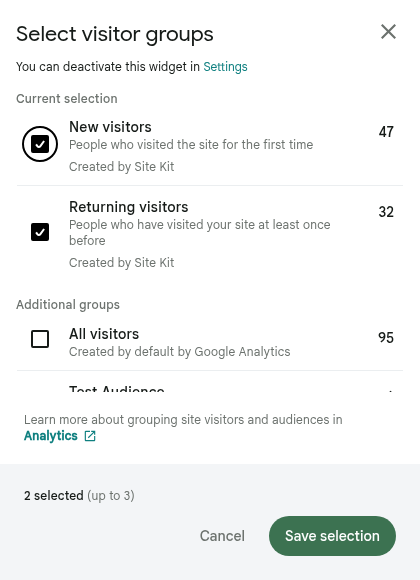 Select visitor groups
You can deactivate this widget in Settings
Current selection
New visitors
47
People who visited the site for the first time
Created by Site Kit
Returning visitors
32
People who have visited your site at least once
before
Created by Site Kit
Additional groups
All visitors
95
Created by default by Google Analytics
Test Audience
Learn more about grouping site visitors and audiences in
Analytics
2 selected (up to 3)
Cancel
Save selection